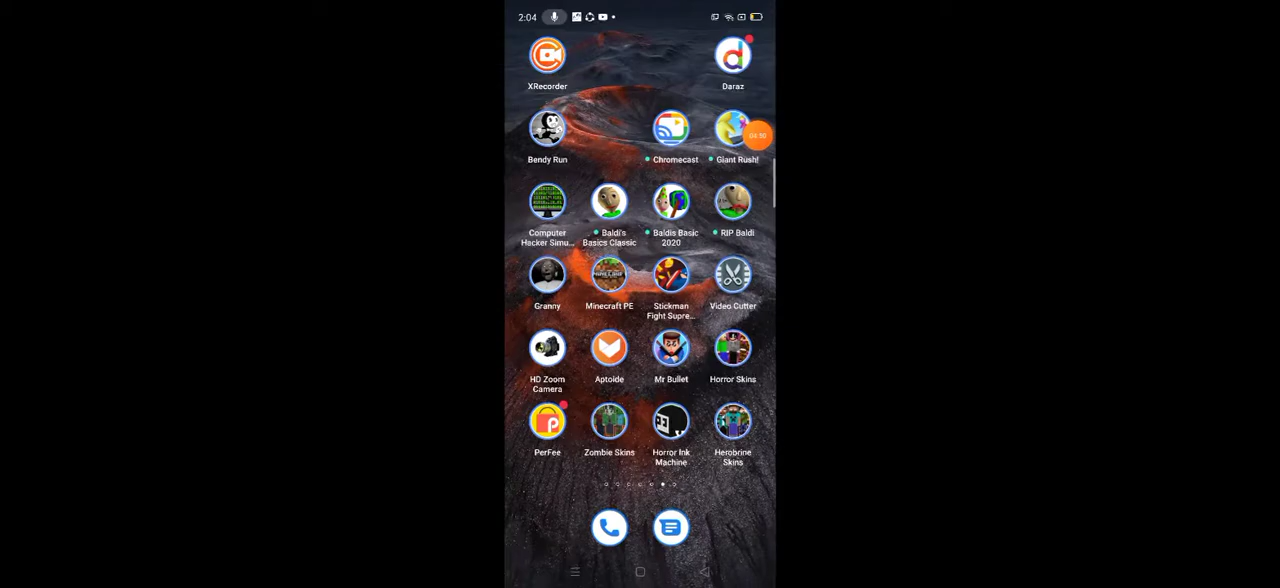 2:04
XRecorder
Daraz
Bendy Run
Chromecast
Giant Rush!
Computer
Hacker Simu...
Baldi's
Basics Classic
Baldis Basic
2020
RIP Baldi
Granny
Minecraft PE
Stickman
Fight Supre...
Video Cutter
HD Zoom
Camera
Aptoide
Mr Bullet
Horror Skins
PerFee
Zombie Skins
Horror Ink
Machine
Herobrine
Skins